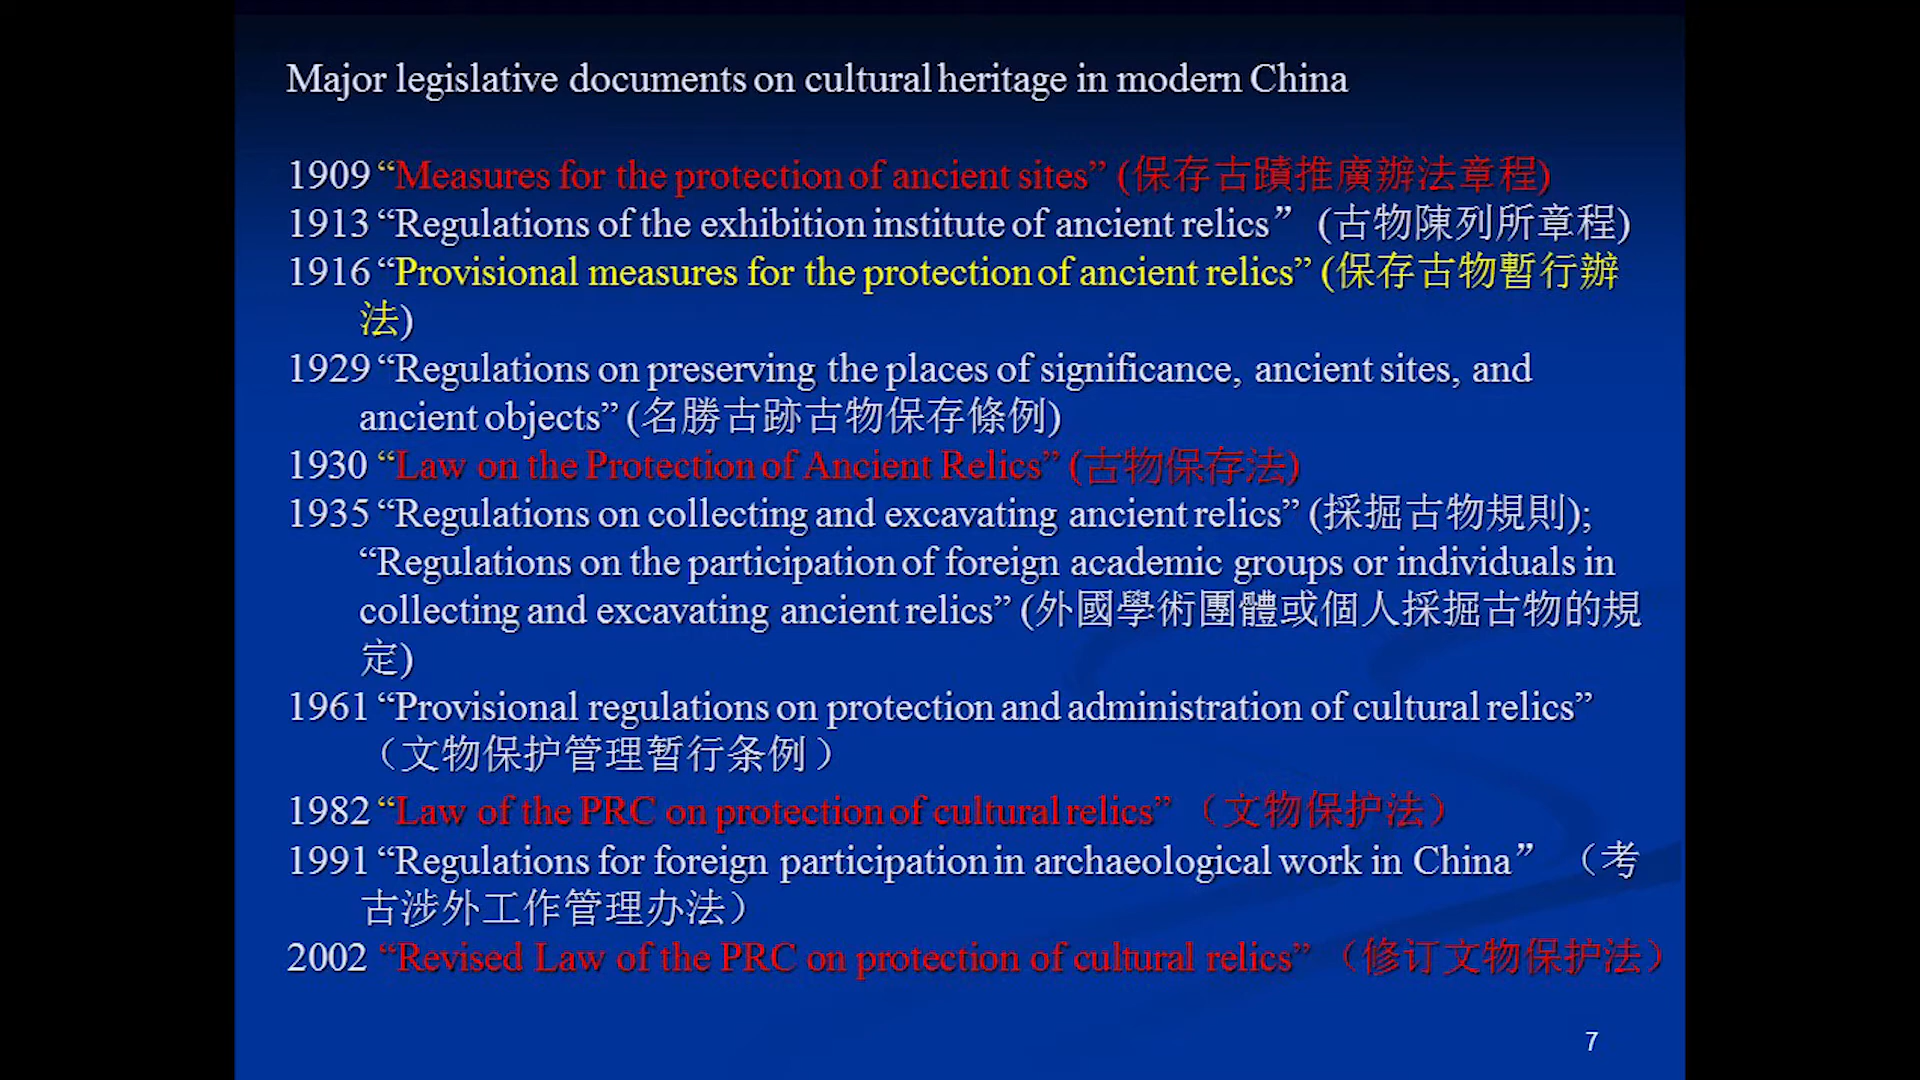 Major legislative documents on cultural heritage in modern China
1909 “Measures for the protection of ancient sites” (保存古蹟推廣辦法章程)
1913 “Regulations of the exhibition institute of ancient relics” (古物陳列所章程)
1916 “Provisional measures for the protection of ancient relics” (保存古物暫行辦
法)
1929 “Regulations on preserving the places of significance, ancient sites, and
ancient objects” (名勝古跡古物保存條例)
1930 “Law on the Protection of Ancient Relics” (古物保存法)
1935 “Regulations on collecting and excavating ancient relics” (採掘古物規則);
“Regulations on the participation of foreign academic groups or individuals in
collecting and excavating ancient relics” (外國學術團體或個人採掘古物的規
定)
1961 “Provisional regulations on protection and administration of cultural relics”
（文物保护管理暂行条例）
1982 “Law of the PRC on protection of cultural relics” （文物保护法）
1991 “Regulations for foreign participation in archaeological work in China” （考
古涉外工作管理办法）
2002 “Revised Law of the PRC on protection of cultural relics” （修订文物保护法）
7